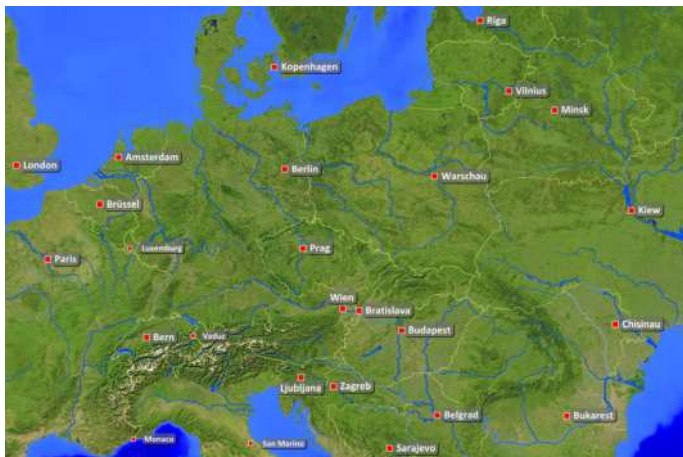 Riga
Kopenhagen
Vilnius
Minsk
London
Amsterdam
Berlin
Warschau
Brüssel
Kiew
Paris
Luxemburg
Prag
Wien
Bratislava
Budapest
Chisinau
Bern
Vaduz
Ljubljana
Zagreb
Belgrad
Bukarest
Monaco
San Marino
Sarajevo